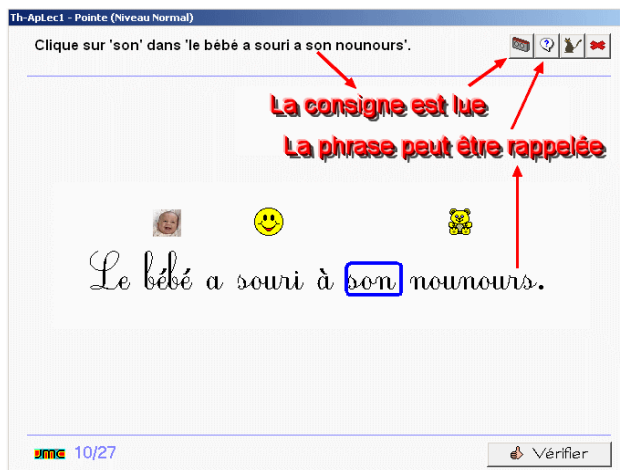 Th-ApLec1 - Pointe (Niveau Normal)
Clique sur 'son' dans 'le bébé a souri a son nounours'.
La consigne est lue
La phrase peut être rappelée
Le bébé a souri à son nounours.
JMC 10/27
Vérifier